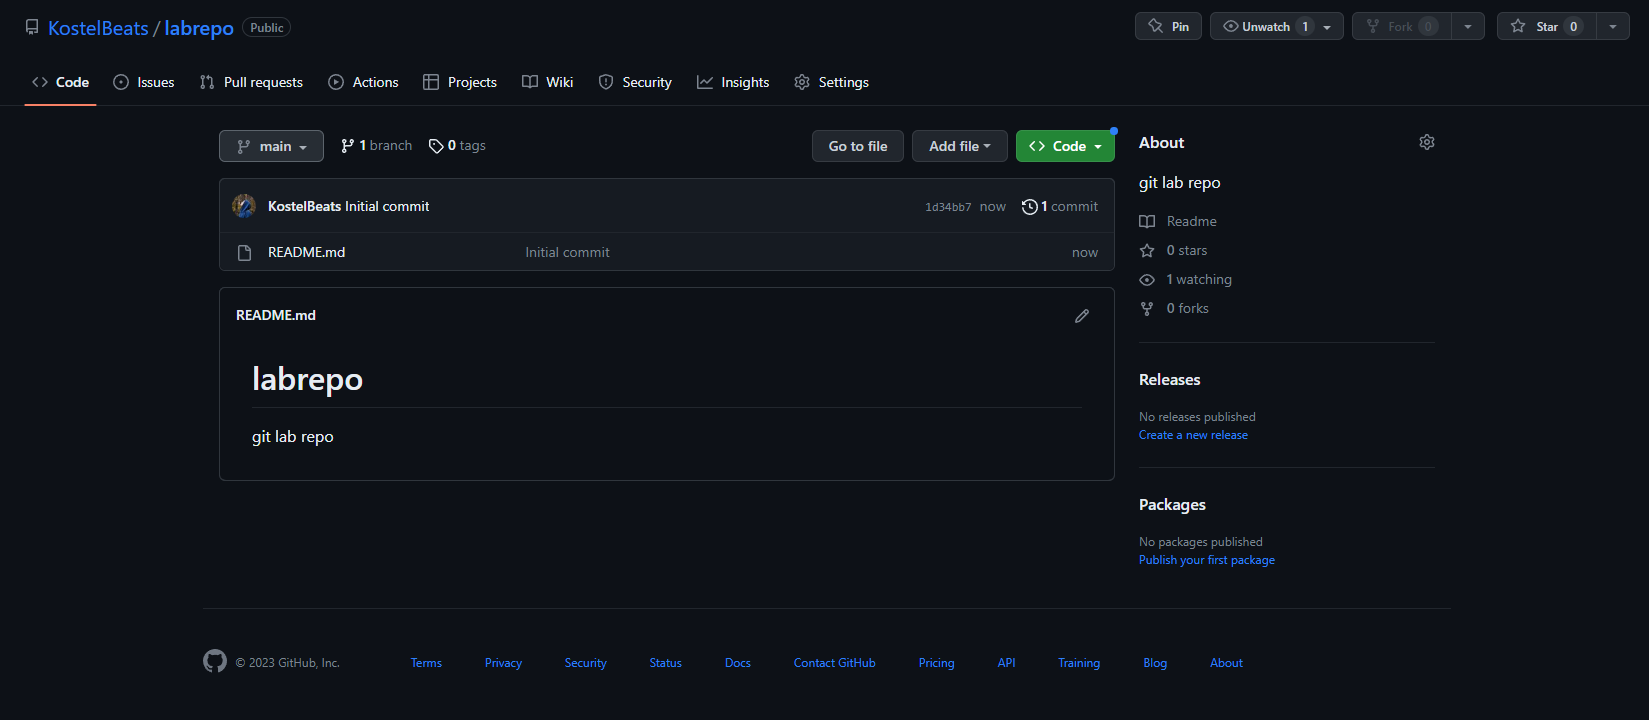 KostelBeats / labrepo Public Pin Unwatch 1 Fork 0 Star 0
Code Issues Pull requests Actions Projects Wiki Security Insights Settings
main 1 branch 0 tags Go to file Add file Code
KostelBeats Initial commit 1d34bb7 now 1 commit
README.md Initial commit now
README.md
labrepo
git lab repo
About
git lab repo
Readme
0 stars
1 watching
0 forks
Releases
No releases published
Create a new release
Packages
No packages published
Publish your first package
© 2023 GitHub, Inc. Terms Privacy Security Status Docs Contact GitHub Pricing API Training Blog About